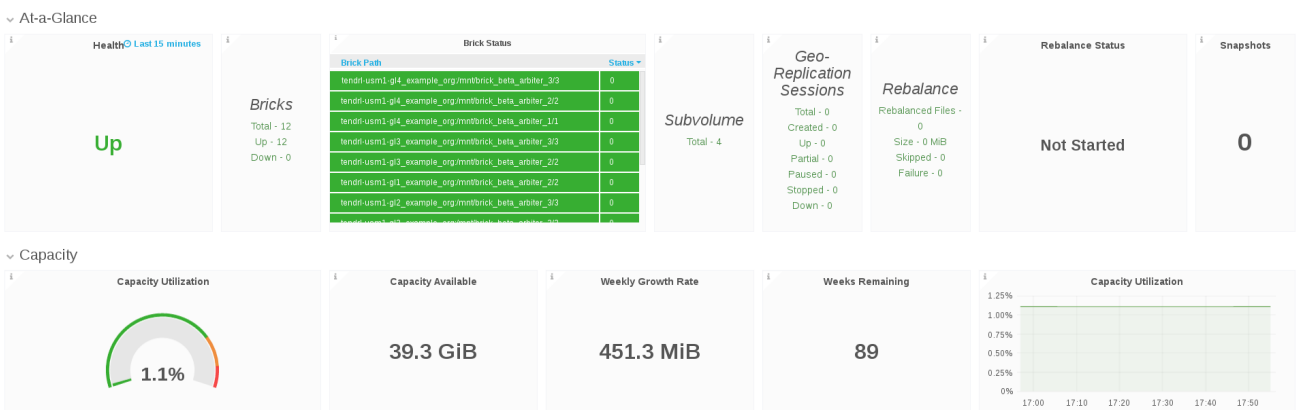 At-a-Glance
Health
Last 15 minutes
Up
Bricks
Total - 12
Up - 12
Down - 0
Brick Status
Brick Path Status
tendrl-usm1-gl4_example_org:/mnt/brick_beta_arbiter_3/3 0
tendrl-usm1-gl4_example_org:/mnt/brick_beta_arbiter_2/2 0
tendrl-usm1-gl4_example_org:/mnt/brick_beta_arbiter_1/1 0
tendrl-usm1-gl3_example_org:/mnt/brick_beta_arbiter_3/3 0
tendrl-usm1-gl3_example_org:/mnt/brick_beta_arbiter_2/2 0
tendrl-usm1-gl1_example_org:/mnt/brick_beta_arbiter_2/2 0
tendrl-usm1-gl2_example_org:/mnt/brick_beta_arbiter_3/3 0
Subvolume
Total - 4
Geo-
Replication
Sessions
Total - 0
Created - 0
Up - 0
Partial - 0
Paused - 0
Stopped - 0
Down - 0
Rebalance
Rebalanced Files -
0
Size - 0 MiB
Skipped - 0
Failure - 0
Rebalance Status
Not Started
Snapshots
0
Capacity
Capacity Utilization
1.1%
Capacity Available
39.3 GiB
Weekly Growth Rate
451.3 MiB
Weeks Remaining
89
Capacity Utilization
1.25%
1.00%
0.75%
0.50%
0.25%
0%
17:00 17:10 17:20 17:30 17:40 17:50